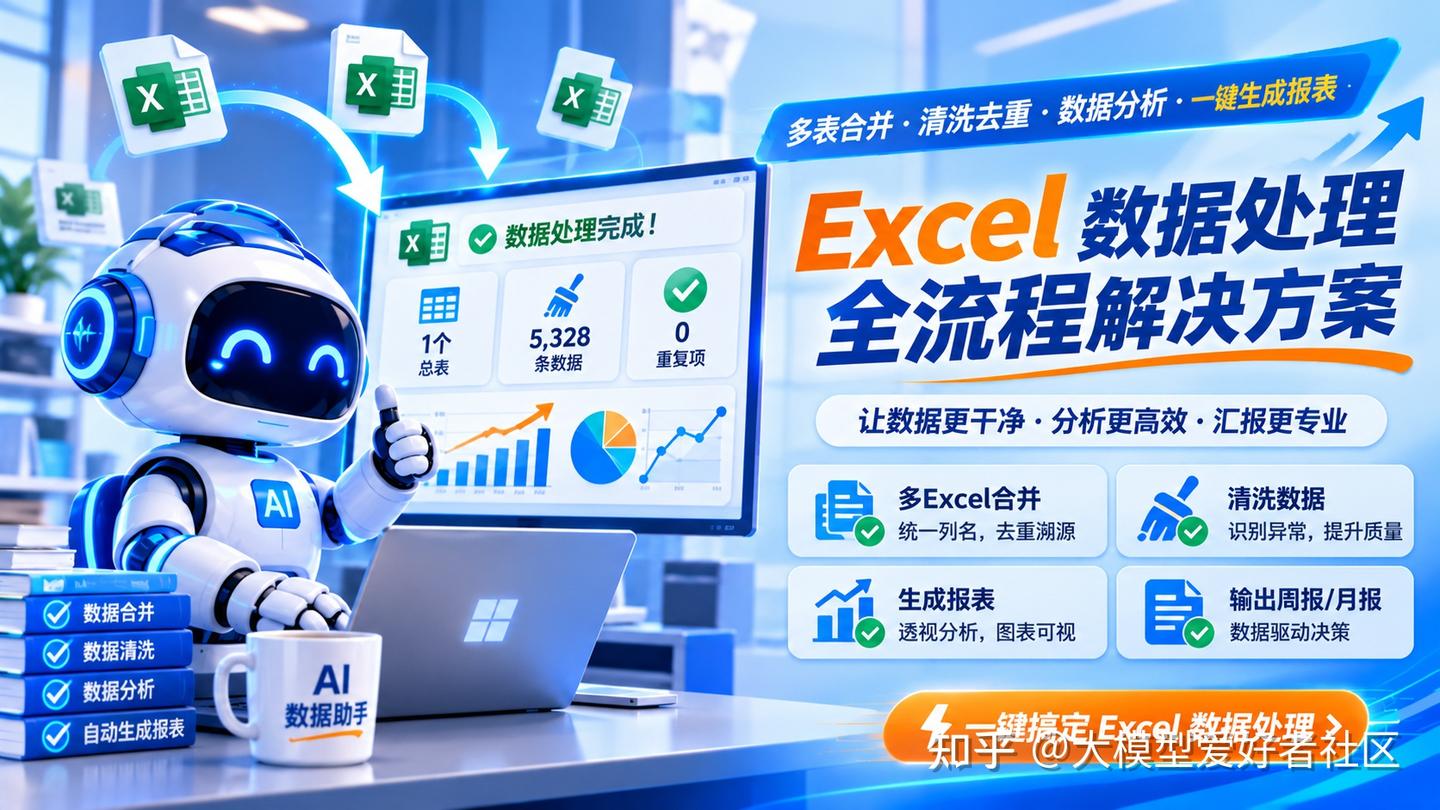 多表合并 · 清洗去重 · 数据分析 · 一键生成报表
Excel 数据处理
全流程解决方案
让数据更干净 · 分析更高效 · 汇报更专业
多Excel合并
统一列名，去重溯源
清洗数据
识别异常，提升质量
生成报表
透视分析，图表可视
输出周报/月报
数据驱动决策
一键搞定 Excel 数据处理
知乎 @大模型爱好者社区
X
X
X
X
X
数据处理完成！
1个
总表
5,328
条数据
0
重复项
AI
数据合并
数据清洗
数据分析
自动生成报表
AI
数据助手